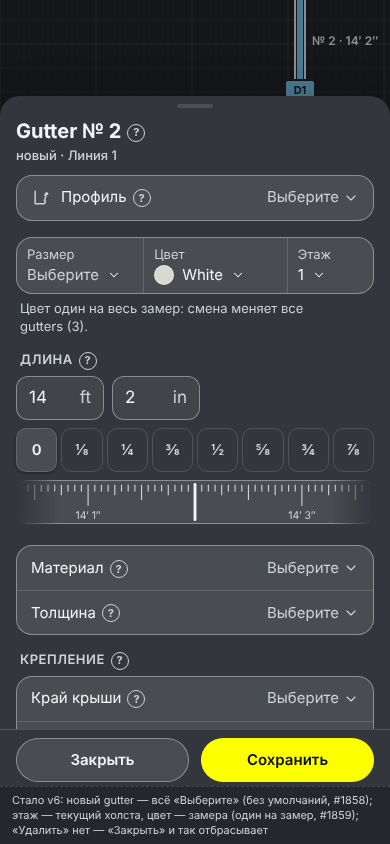 № 2 · 14′ 2″
D1
Gutter № 2 ?
новый · Линия 1
Профиль ? Выберите
Размер Цвет Этаж
Выберите White 1
Цвет один на весь замер: смена меняет все
gutters (3).
ДЛИНА ?
14 ft 2 in
0 ⅛ ¼ ⅜ ½ ⅝ ¾ ⅞
14′ 1″ 14′ 3″
Материал ? Выберите
Толщина ? Выберите
КРЕПЛЕНИЕ ?
Край крыши ? Выберите
Закрыть Сохранить
Стало v6: новый gutter — всё «Выберите» (без умолчаний, #1858);
этаж — текущий холста, цвет — замера (один на замер, #1859);
«Удалить» нет — «Закрыть» и так отбрасывает